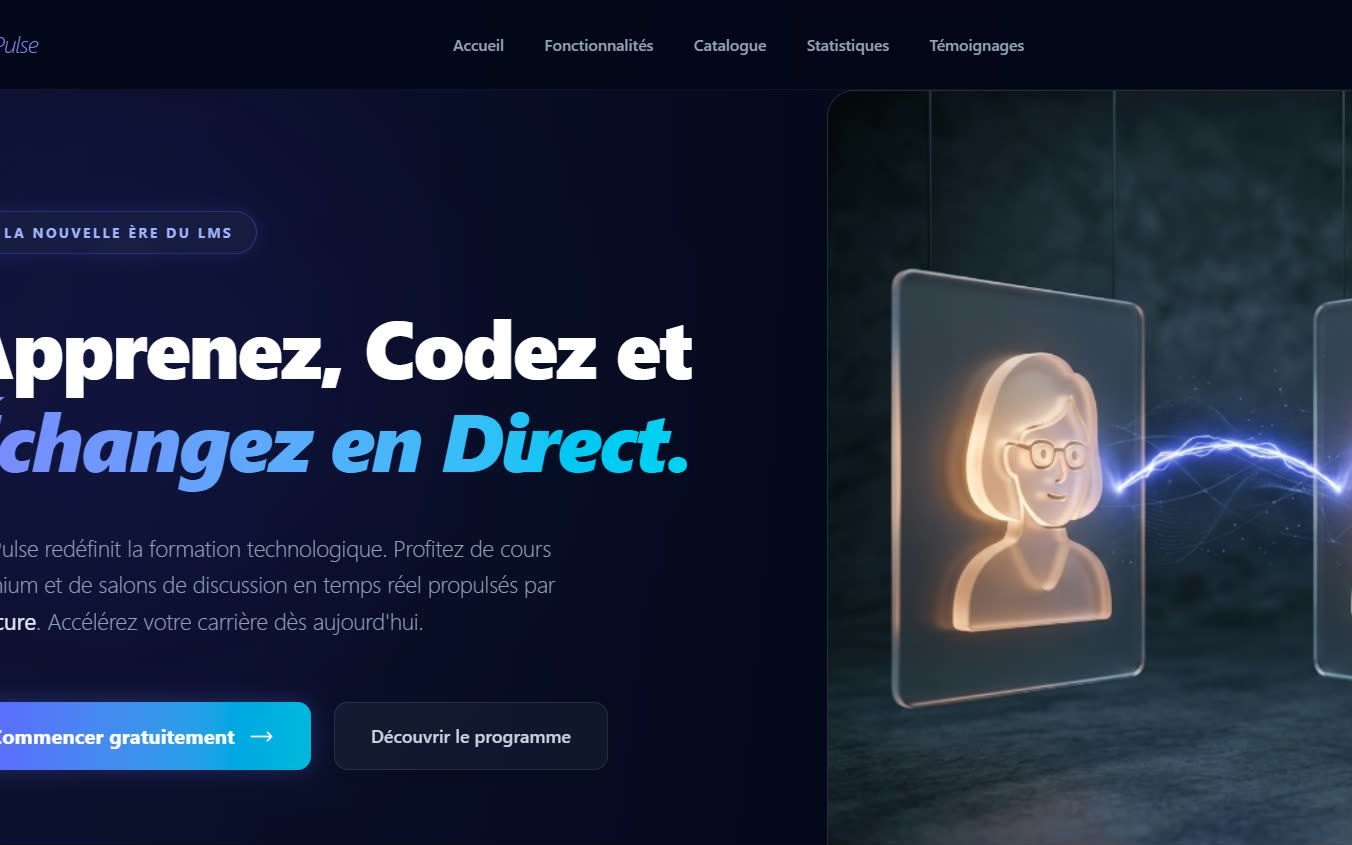 Pulse
Accueil
Fonctionnalités
Catalogue
Statistiques
Témoignages
LA NOUVELLE ÈRE DU LMS
Apprenez, Codez et
Échangez en Direct.
Pulse redéfinit la formation technologique. Profitez de cours
ium et de salons de discussion en temps réel propulsés par
cure. Accélérez votre carrière dès aujourd'hui.
Commencer gratuitement →
Découvrir le programme